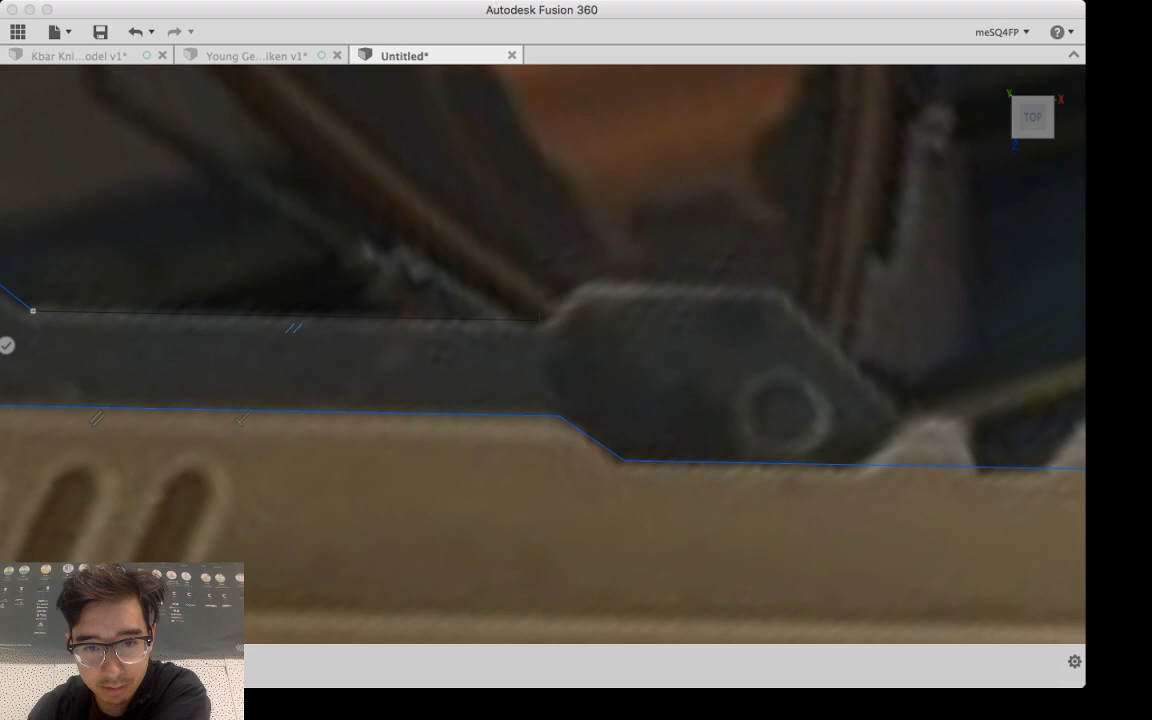 Autodesk Fusion 360
meSQ4FP
Kbar Kni...odel v1*
Young Ge...iken v1*
Untitled*
Y
X
TOP
Z